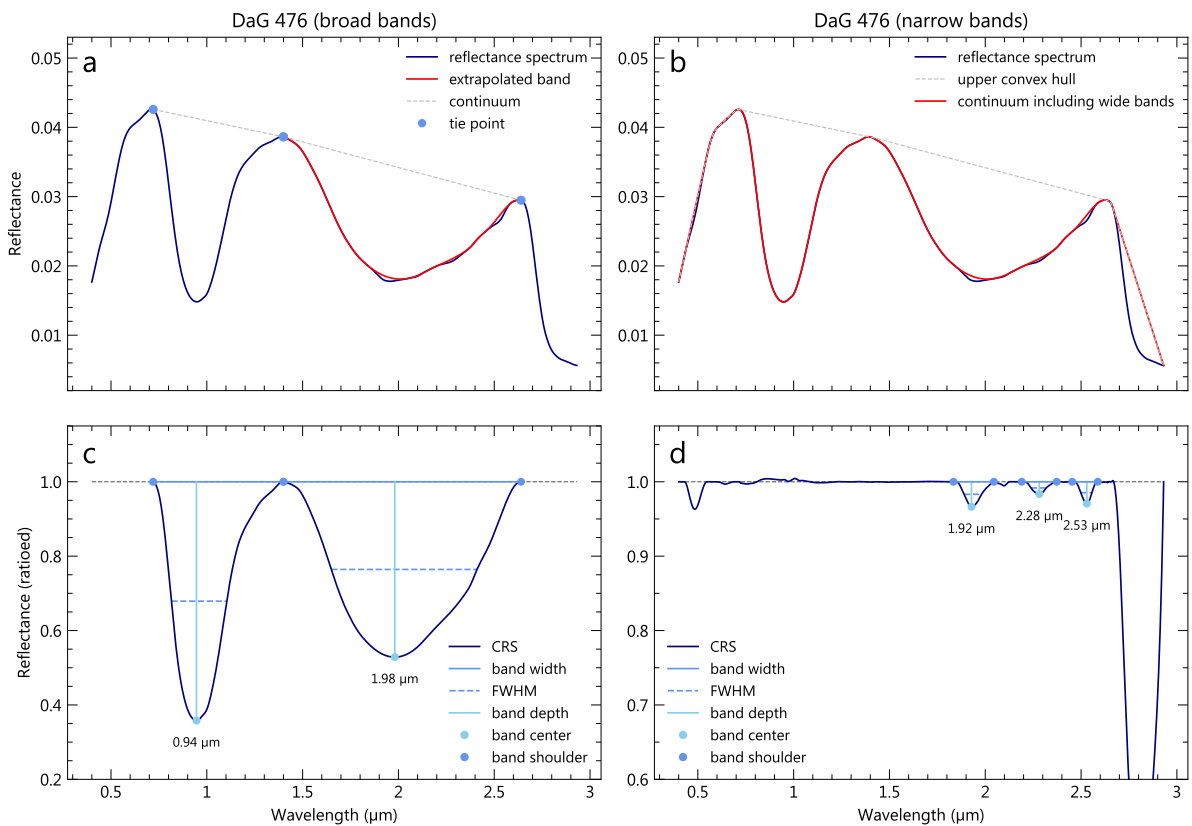 DaG 476 (broad bands)
a
reflectance spectrum
extrapolated band
continuum
tie point
0.05
0.04
0.03
0.02
0.01
Reflectance
DaG 476 (narrow bands)
b
reflectance spectrum
upper convex hull
continuum including wide bands
0.05
0.04
0.03
0.02
0.01
c
1.0
0.8
0.6
0.4
0.2
Reflectance (ratioed)
0.94 µm
1.98 µm
CRS
band width
FWHM
band depth
band center
band shoulder
0.5 1 1.5 2 2.5 3
Wavelength (µm)
d
1.0
0.9
0.8
0.7
0.6
1.92 µm
2.28 µm
2.53 µm
CRS
band width
FWHM
band depth
band center
band shoulder
0.5 1 1.5 2 2.5 3
Wavelength (µm)